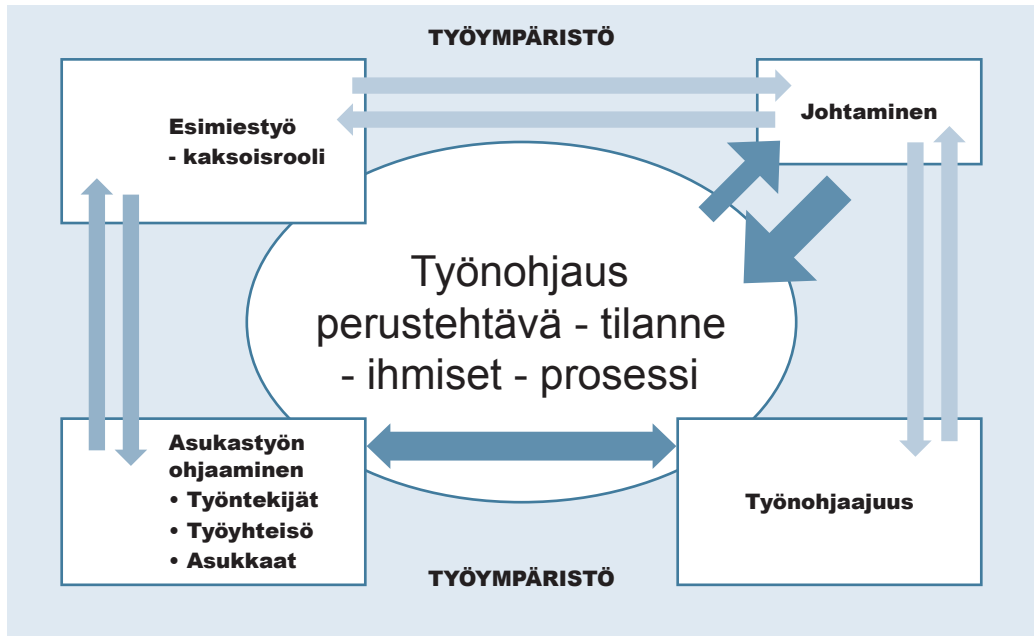 TYÖYMPÄRISTÖ
Esimiestyö
- kaksoisrooli
Johtaminen
Työnohjaus
perustehtävä - tilanne
- ihmiset - prosessi
Asukastyön
ohjaaminen
• Työntekijät
• Työyhteisö
• Asukkaat
Työnohjaajuus
TYÖYMPÄRISTÖ